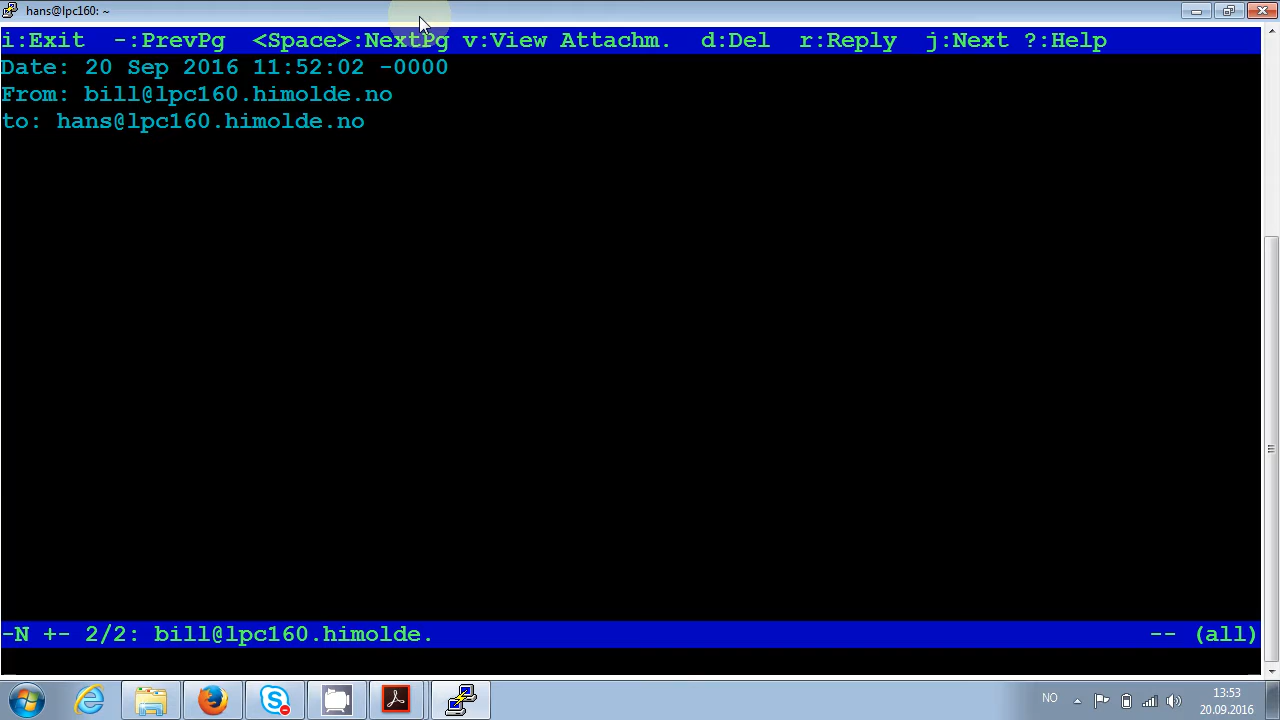 hans@lpc160: ~
i:Exit -:PrevPg <Space>:NextPg v:View Attachm. d:Del r:Reply j:Next ?:Help
Date: 20 Sep 2016 11:52:02 -0000
From: bill@lpc160.himolde.no
to: hans@lpc160.himolde.no
-N +- 2/2: bill@lpc160.himolde. -- (all)
NO
13:53
20.09.2016